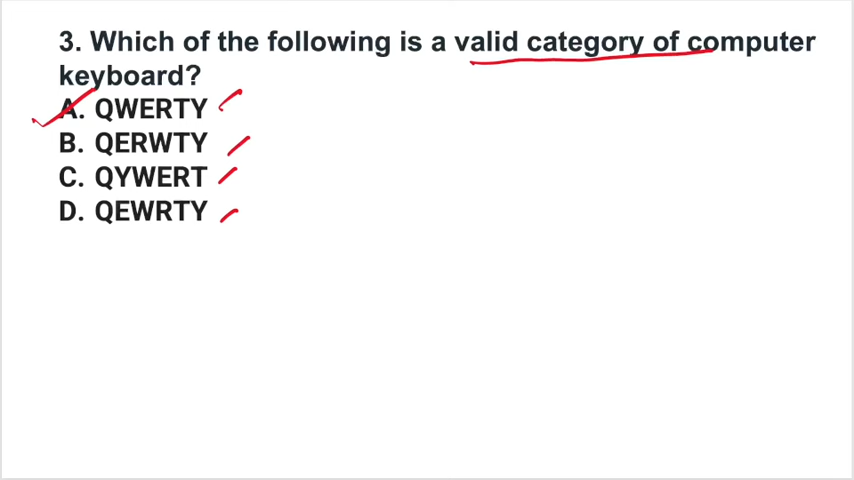 3. Which of the following is a valid category of computer
keyboard?
A. QWERTY
B. QERWTY
C. QYWERT
D. QEWRTY